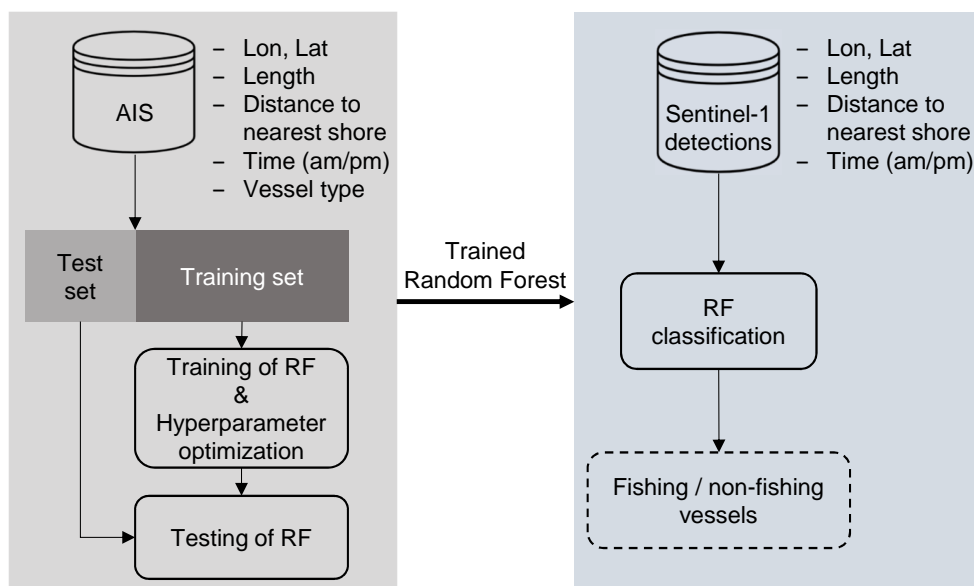 AIS
– Lon, Lat
– Length
– Distance to
nearest shore
– Time (am/pm)
– Vessel type
Test
set
Training set
Training of RF
&
Hyperparameter
optimization
Testing of RF
Trained
Random Forest
Sentinel-1
detections
– Lon, Lat
– Length
– Distance to
nearest shore
– Time (am/pm)
RF
classification
Fishing / non-fishing
vessels